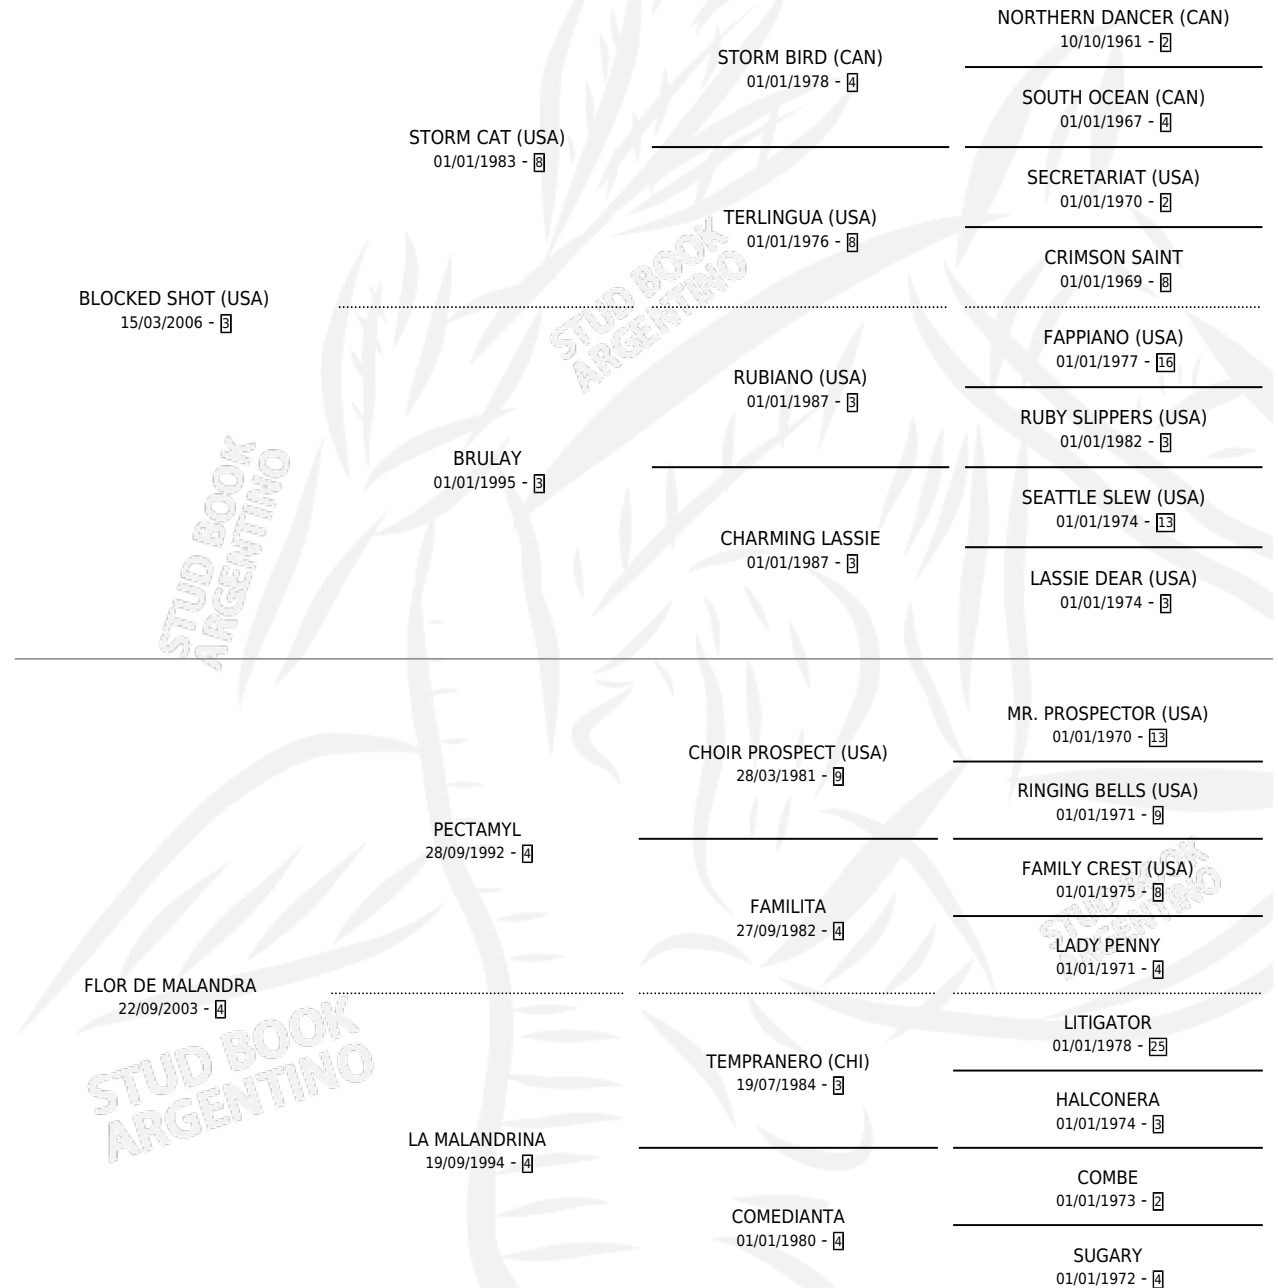 NORTHERN DANCER (CAN)
10/10/1961 - 2
STORM BIRD (CAN)
01/01/1978 - 4
SOUTH OCEAN (CAN)
01/01/1967 - 4
STORM CAT (USA)
01/01/1983 - 8
SECRETARIAT (USA)
01/01/1970 - 2
TERLINGUA (USA)
01/01/1976 - 8
CRIMSON SAINT
01/01/1969 - 8
BLOCKED SHOT (USA)
15/03/2006 - 3
FAPPIANO (USA)
01/01/1977 - 16
RUBIANO (USA)
01/01/1987 - 3
RUBY SLIPPERS (USA)
01/01/1982 - 3
BRULAY
01/01/1995 - 3
SEATTLE SLEW (USA)
01/01/1974 - 13
CHARMING LASSIE
01/01/1987 - 3
LASSIE DEAR (USA)
01/01/1974 - 3
MR. PROSPECTOR (USA)
01/01/1970 - 13
CHOIR PROSPECT (USA)
28/03/1981 - 9
RINGING BELLS (USA)
01/01/1971 - 9
PECTAMYL
28/09/1992 - 4
FAMILY CREST (USA)
01/01/1975 - 8
FAMILITA
27/09/1982 - 4
LADY PENNY
01/01/1971 - 4
FLOR DE MALANDRA
22/09/2003 - 4
LITIGATOR
01/01/1978 - 25
TEMPRANERO (CHI)
19/07/1984 - 3
HALCONERA
01/01/1974 - 3
LA MALANDRINA
19/09/1994 - 4
COMBE
01/01/1973 - 2
COMEDIANTA
01/01/1980 - 4
SUGARY
01/01/1972 - 4
STUD BOOK
ARGENTINO
STUD BOOK
ARGENTINO
STUD BOOK
ARGENTINO
STUD BOOK
ARGENTINO